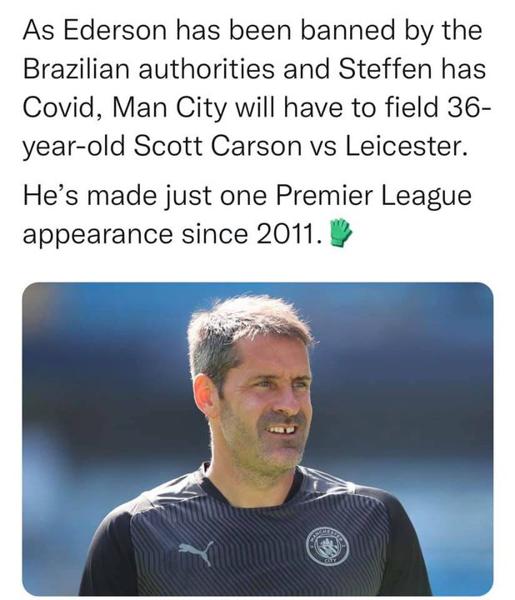 As Ederson has been banned by the
Brazilian authorities and Steffen has
Covid, Man City will have to field 36-
year-old Scott Carson vs Leicester.
He’s made just one Premier League
appearance since 2011.🧤
MANCHESTER
CITY